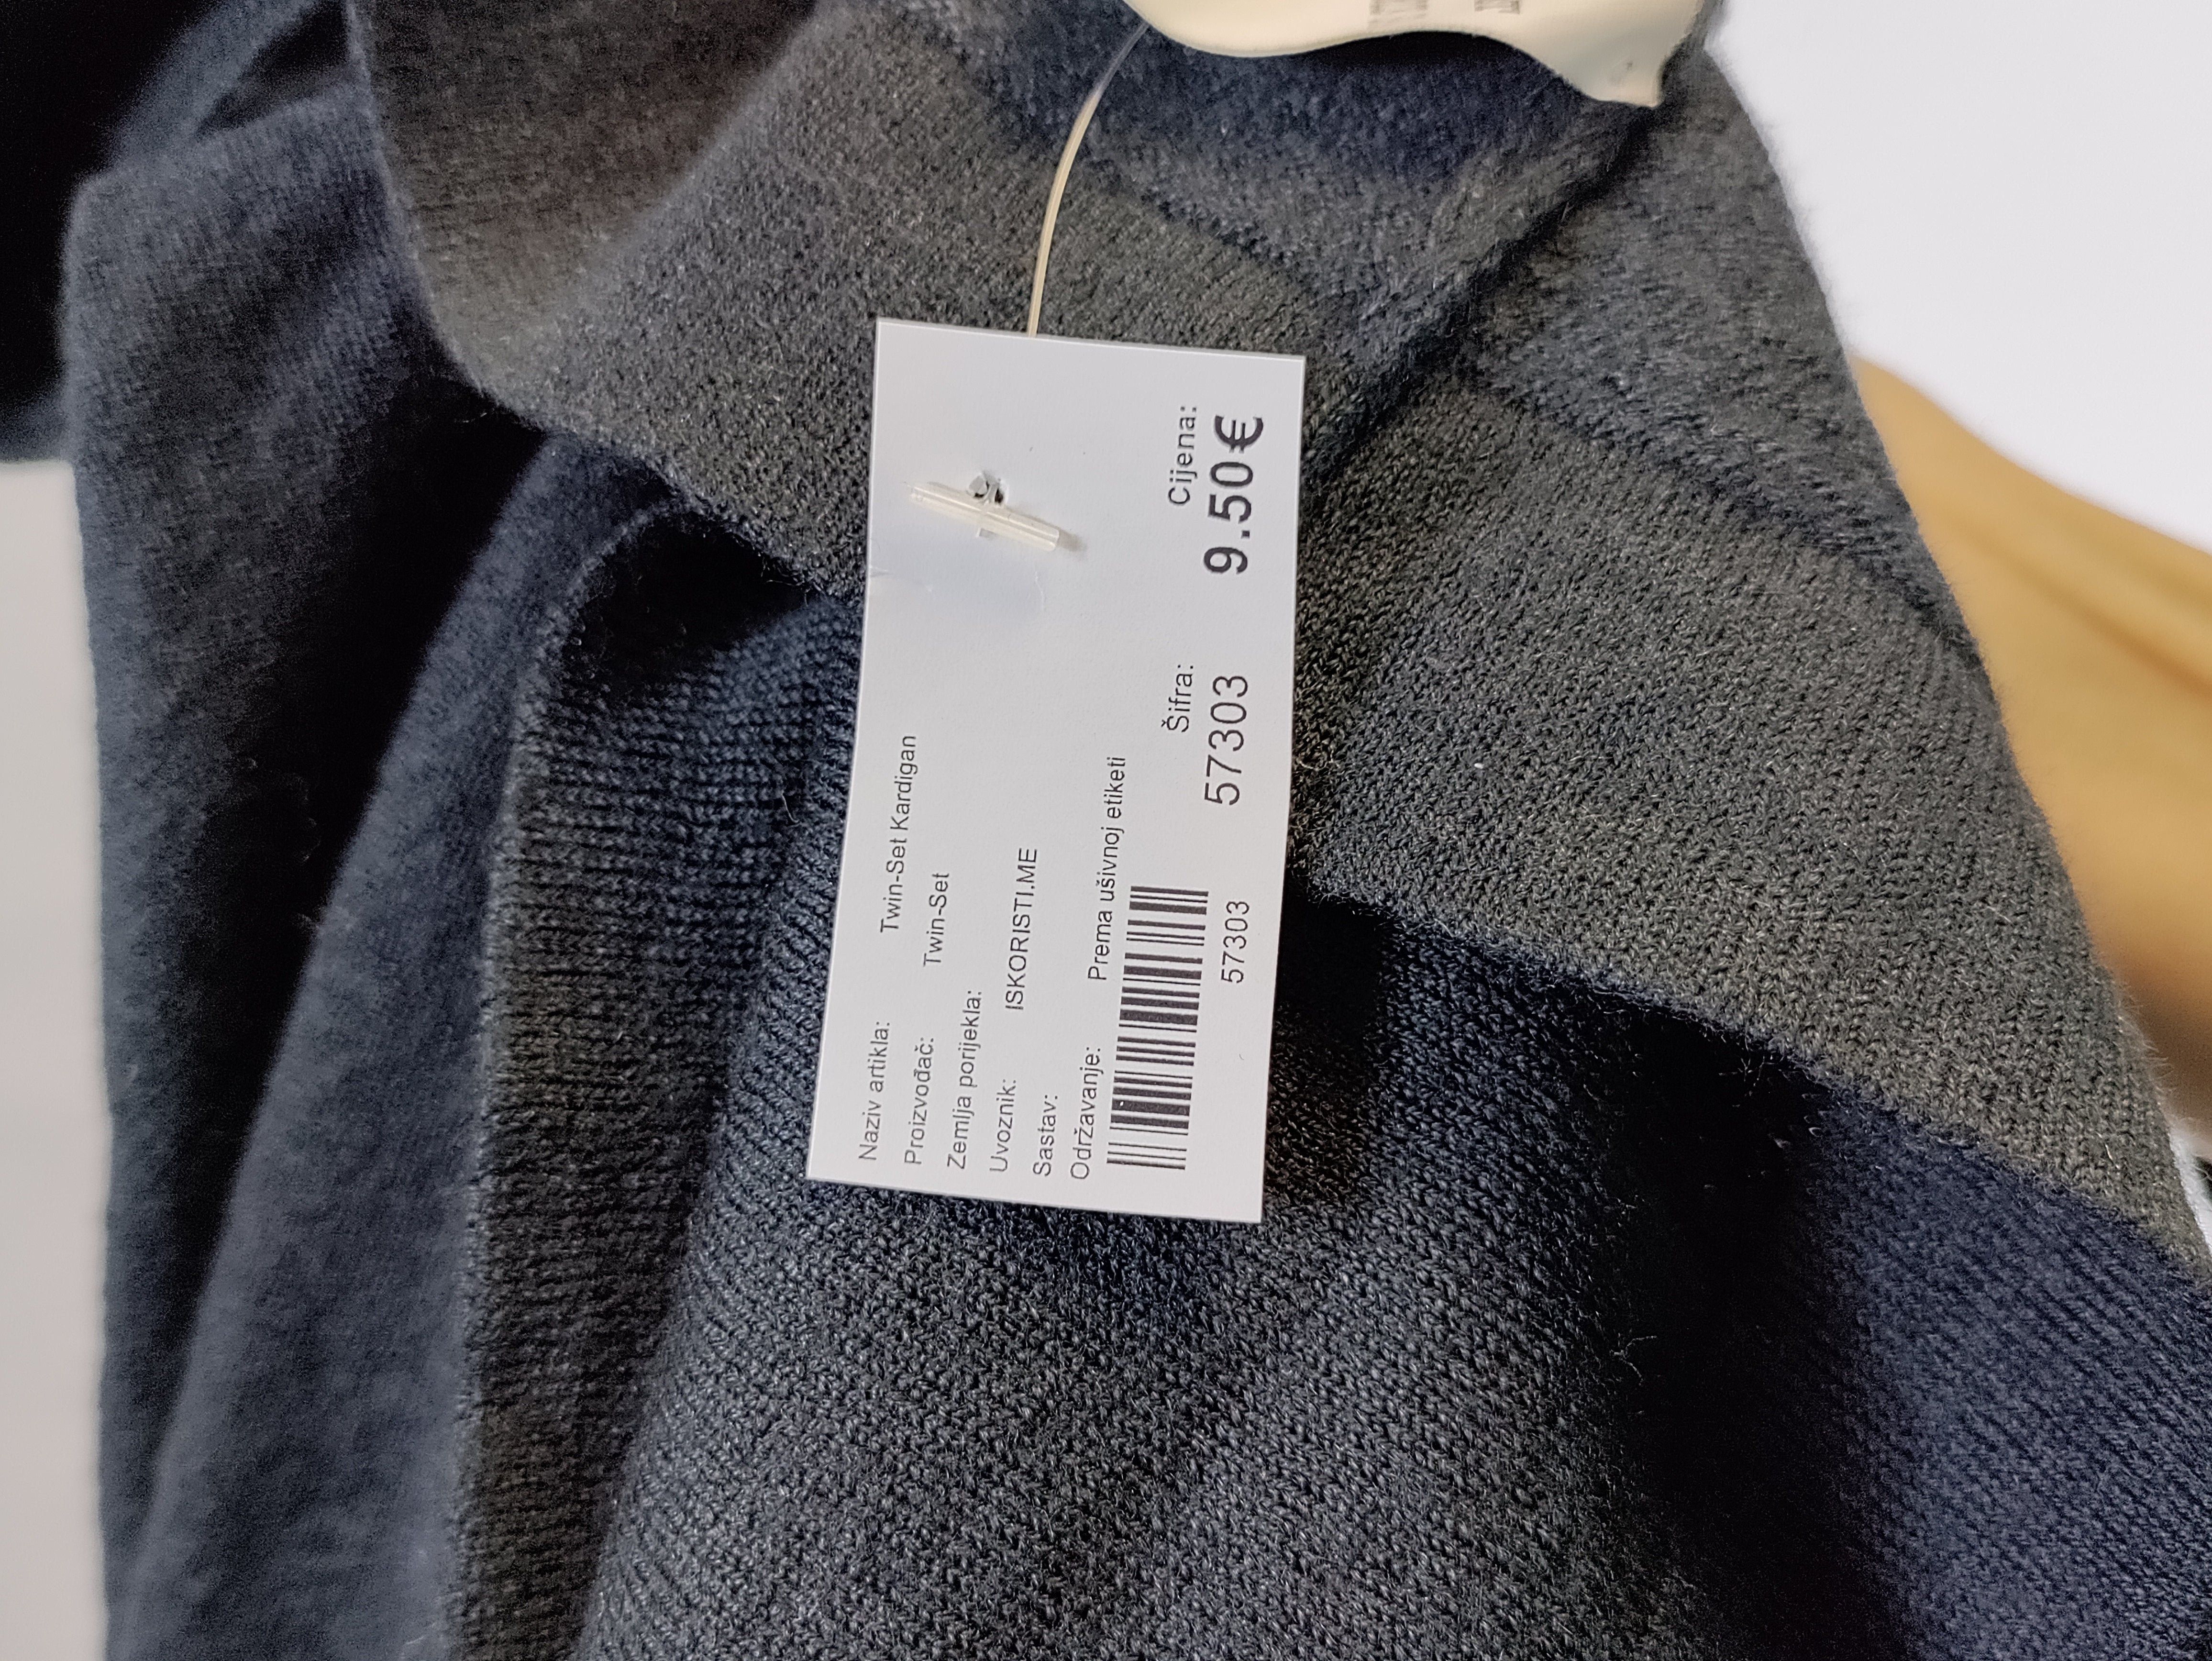 Naziv artikla: Twin-Set Kardigan
Proizvođač: Twin-Set
Zemlja porijekla:
Uvoznik: ISKORISTI.ME
Sastav:
Održavanje: Prema ušivnoj etiketi
57303
Šifra:
57303
Cijena:
9.50€